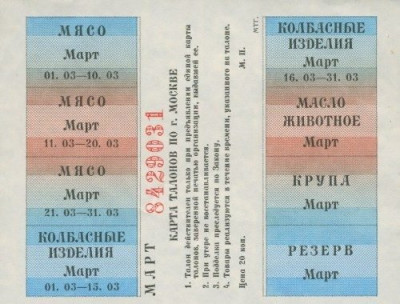 МЯСО
Март
01. 03—10. 03
МЯСО
Март
11. 03—20. 03
МЯСО
Март
21. 03—31. 03
КОЛБАСНЫЕ
ИЗДЕЛИЯ
Март
01. 03—15. 03
МАРТ
8429031
КАРТА ТАЛОНОВ ПО г. МОСКВЕ
1. Талон действителен только при предъявлении единой карты
талонов, заверенной печатью организации, выдавшей ее.
2. При утере не восстанавливается.
3. Подделка преследуется по Закону.
4. Товары реализуются в течение времени, указанного на талоне.
Цена 20 коп.
М. П.
МТГ.
КОЛБАСНЫЕ
ИЗДЕЛИЯ
Март
16. 03—31. 03
МАСЛО
ЖИВОТНОЕ
Март
КРУПА
Март
РЕЗЕРВ
Март